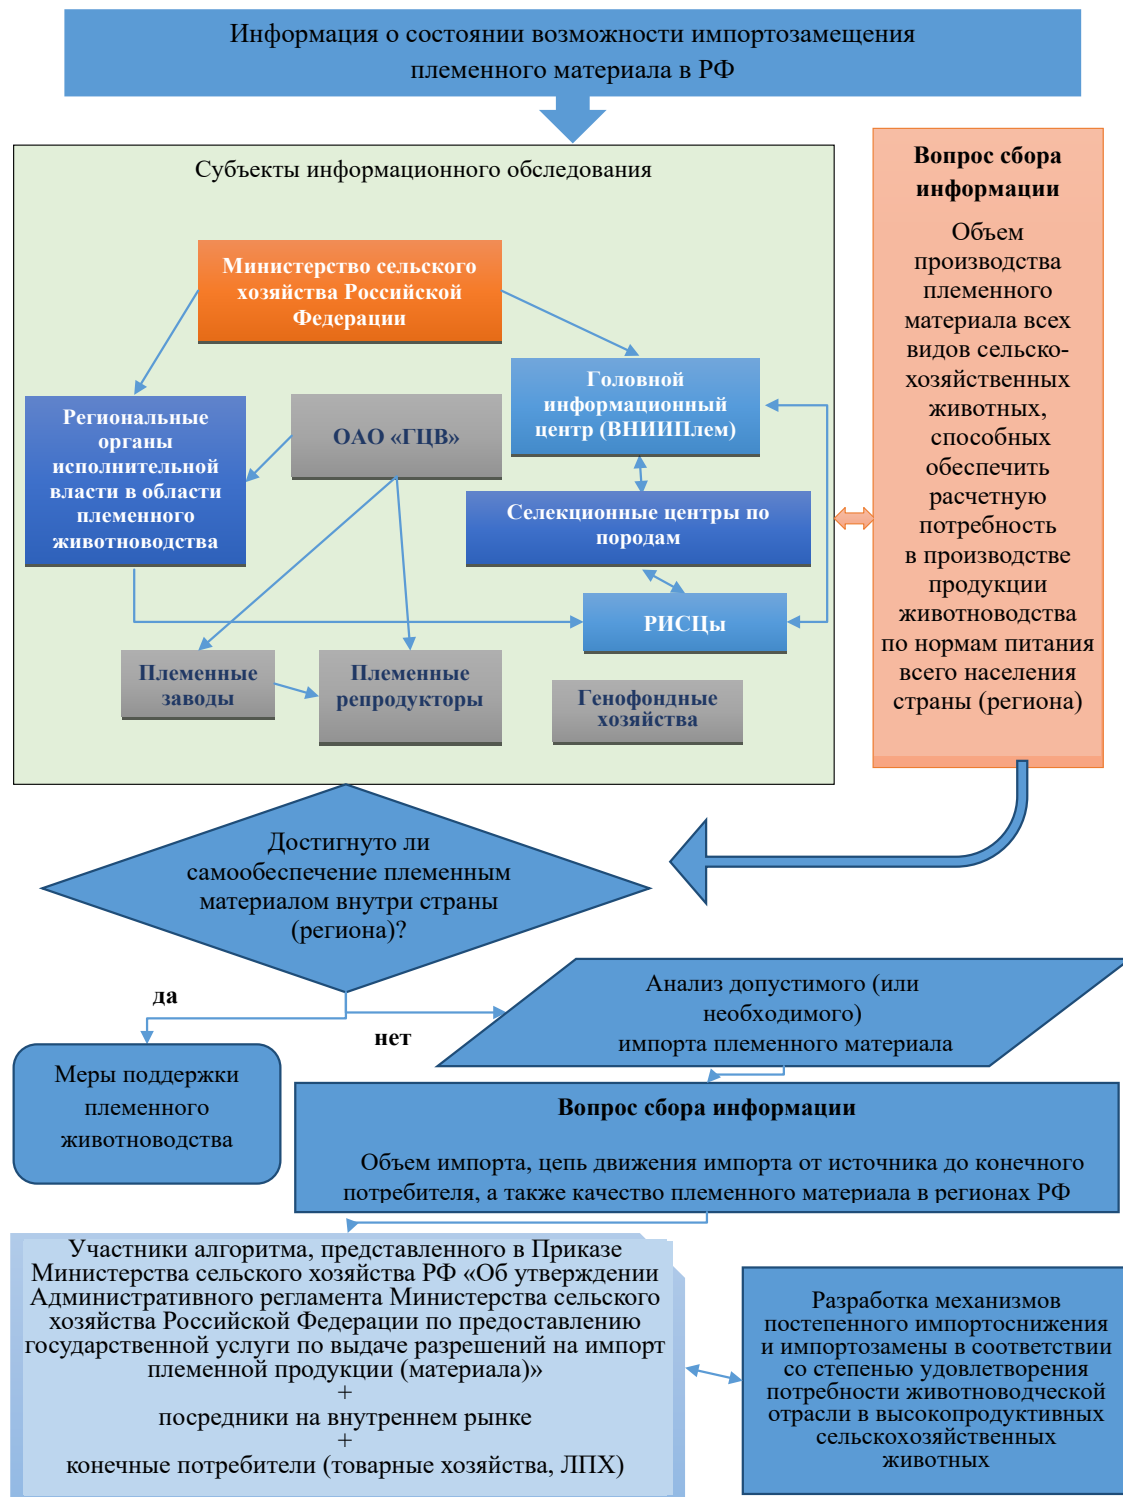 Информация о состоянии возможности импортозамещения
племенного материала в РФ
Субъекты информационного обследования
Министерство сельского
хозяйства Российской
Федерации
Региональные
органы
исполнительной
власти в области
племенного
животноводства
ОАО «ГЦВ»
Головной
информационный
центр (ВНИИПлем)
Селекционные центры по
породам
РИСЦы
Племенные
заводы
Племенные
репродукторы
Генофондные
хозяйства
Вопрос сбора
информации
Объем
производства
племенного
материала всех
видов сельско-
хозяйственных
животных,
способных
обеспечить
расчетную
потребность
в производстве
продукции
животноводства
по нормам питания
всего населения
страны (региона)
Достигнуто ли
самообеспечение племенным
материалом внутри страны
(региона)?
да
нет
Меры поддержки
племенного
животноводства
Анализ допустимого (или
необходимого)
импорта племенного материала
Вопрос сбора информации
Объем импорта, цепь движения импорта от источника до конечного
потребителя, а также качество племенного материала в регионах РФ
Участники алгоритма, представленного в Приказе
Министерства сельского хозяйства РФ «Об утверждении
Административного регламента Министерства сельского
хозяйства Российской Федерации по предоставлению
государственной услуги по выдаче разрешений на импорт
племенной продукции (материала)»
+
посредники на внутреннем рынке
+
конечные потребители (товарные хозяйства, ЛПХ)
Разработка механизмов
постепенного импортоснижения
и импортозамены в соответствии
со степенью удовлетворения
потребности животноводческой
отрасли в высокопродуктивных
сельскохозяйственных
животных